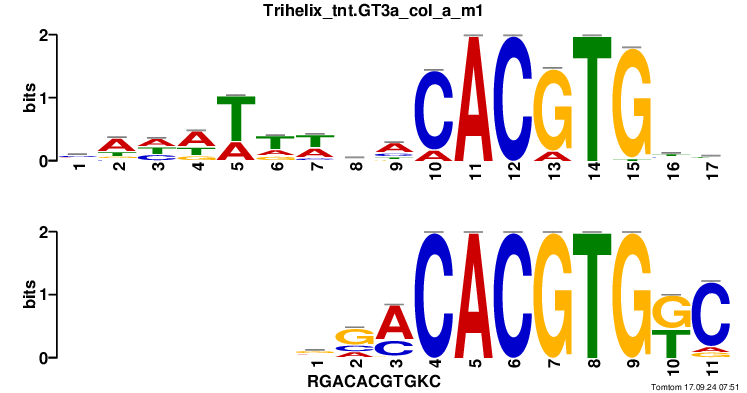 Trihelix_tnt.GT3a_col_a_m1
2
1
0
bits
1 2 3 4 5 6 7 8 9 10 11 12 13 14 15 16 17
A A A T T T A C A C G T G
2
1
0
bits
1 2 3 4 5 6 7 8 9 10 11
G A C A C G T G G C
RGACACGTGKC
Tomtom 17.09.24 07:51